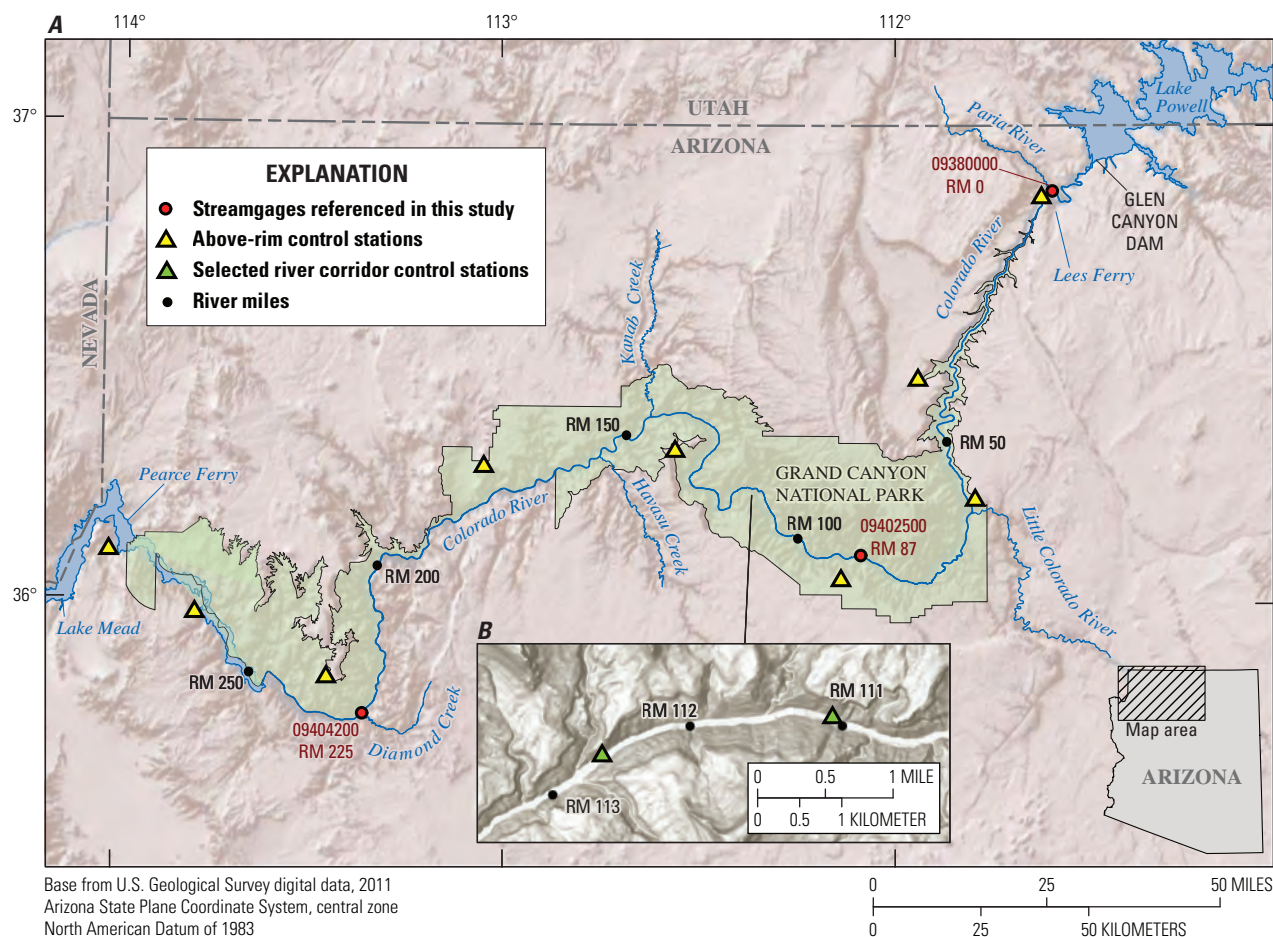 A
114°
113°
112°
37°
36°
UTAH
ARIZONA
NEVADA
EXPLANATION
Streamgages referenced in this study
Above-rim control stations
Selected river corridor control stations
River miles
Lake
Powell
Paria River
09380000
RM 0
GLEN
CANYON
DAM
Lees Ferry
Colorado River
Kanab Creek
RM 150
RM 50
GRAND CANYON
NATIONAL PARK
Pearce Ferry
Colorado River
Havasu Creek
RM 100
09402500
RM 87
Little Colorado River
RM 200
Lake Mead
RM 250
09404200
RM 225
Diamond Creek
B
RM 111
RM 112
RM 113
0 0.5 1 MILE
0 0.5 1 KILOMETER
Map area
ARIZONA
Base from U.S. Geological Survey digital data, 2011
Arizona State Plane Coordinate System, central zone
North American Datum of 1983
0 25 50 MILES
0 25 50 KILOMETERS